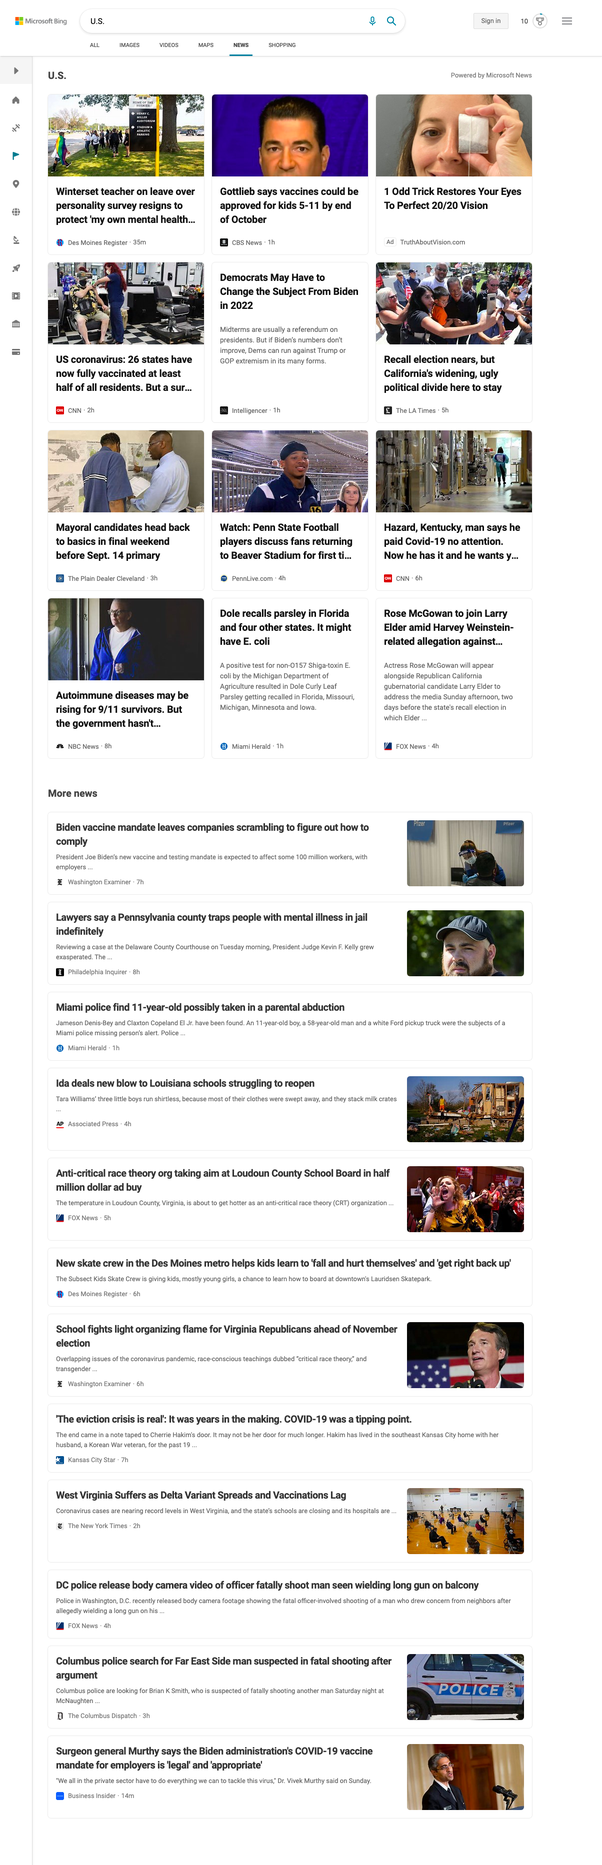 Microsoft Bing
U.S.
Sign in
10
ALL
IMAGES
VIDEOS
MAPS
NEWS
SHOPPING
U.S.
Powered by Microsoft News
Winterset teacher on leave over
personality survey resigns to
protect 'my own mental health...
Des Moines Register · 35m
Gottlieb says vaccines could be
approved for kids 5-11 by end
of October
CBS News · 1h
1 Odd Trick Restores Your Eyes
To Perfect 20/20 Vision
Ad TruthAboutVision.com
US coronavirus: 26 states have
now fully vaccinated at least
half of all residents. But a sur...
CNN · 2h
Democrats May Have to
Change the Subject From Biden
in 2022
Midterms are usually a referendum on
presidents. But if Biden's numbers don't
improve, Dems can run against Trump or
GOP extremism in its many forms.
Intelligencer · 1h
Recall election nears, but
California's widening, ugly
political divide here to stay
The LA Times · 5h
Mayoral candidates head back
to basics in final weekend
before Sept. 14 primary
The Plain Dealer Cleveland · 3h
Watch: Penn State Football
players discuss fans returning
to Beaver Stadium for first ti...
PennLive.com · 4h
Hazard, Kentucky, man says he
paid Covid-19 no attention.
Now he has it and he wants y...
CNN · 6h
Autoimmune diseases may be
rising for 9/11 survivors. But
the government hasn't...
NBC News · 8h
Dole recalls parsley in Florida
and four other states. It might
have E. coli
A positive test for non-O157 Shiga-toxin E.
coli by the Michigan Department of
Agriculture resulted in Dole Curly Leaf
Parsley getting recalled in Florida, Missouri,
Michigan, Minnesota and Iowa.
Miami Herald · 1h
Rose McGowan to join Larry
Elder amid Harvey Weinstein-
related allegation against...
Actress Rose McGowan will appear
alongside Republican California
gubernatorial candidate Larry Elder to
address the media Sunday afternoon, two
days before the state's recall election in
which Elder ...
FOX News · 4h
More news
Biden vaccine mandate leaves companies scrambling to figure out how to
comply
President Joe Biden's new vaccine and testing mandate is expected to affect some 100 million workers, with
employers ...
Washington Examiner · 7h
Lawyers say a Pennsylvania county traps people with mental illness in jail
indefinitely
Reviewing a case at the Delaware County Courthouse on Tuesday morning, President Judge Kevin F. Kelly grew
exasperated. The ...
Philadelphia Inquirer · 8h
Miami police find 11-year-old possibly taken in a parental abduction
Jameson Denis-Bey and Claxton Copeland El Jr. have been found. An 11-year-old boy, a 58-year-old man and a white Ford pickup truck were the subjects of a
Miami police missing person's alert. Police ...
Miami Herald · 1h
Ida deals new blow to Louisiana schools struggling to reopen
Tara Williams' three little boys run shirtless, because most of their clothes were swept away, and they stack milk crates
...
AP Associated Press · 4h
Anti-critical race theory org taking aim at Loudoun County School Board in half
million dollar ad buy
The temperature in Loudoun County, Virginia, is about to get hotter as an anti-critical race theory (CRT) organization ...
FOX News · 5h
New skate crew in the Des Moines metro helps kids learn to 'fall and hurt themselves' and 'get right back up'
The Subsect Kids Skate Crew is giving kids, mostly young girls, a chance to learn how to board at downtown's Lauridsen Skatepark.
Des Moines Register · 6h
School fights light organizing flame for Virginia Republicans ahead of November
election
Overlapping issues of the coronavirus pandemic, race-conscious teachings dubbed "critical race theory," and
transgender ...
Washington Examiner · 6h
'The eviction crisis is real': It was years in the making. COVID-19 was a tipping point.
The end came in a note taped to Cherrie Hakim's door. It may not be her door for much longer. Hakim has lived in the southeast Kansas City home with her
husband, a Korean War veteran, for the past 19 ...
Kansas City Star · 7h
West Virginia Suffers as Delta Variant Spreads and Vaccinations Lag
Coronavirus cases are nearing record levels in West Virginia, and the state's schools are closing and its hospitals are ...
The New York Times · 2h
DC police release body camera video of officer fatally shoot man seen wielding long gun on balcony
Police in Washington, D.C. recently released body camera footage showing the fatal officer-involved shooting of a man who drew concern from neighbors after
allegedly wielding a long gun on his ...
FOX News · 4h
Columbus police search for Far East Side man suspected in fatal shooting after
argument
Columbus police are looking for Brian K Smith, who is suspected of fatally shooting another man Saturday night at
McNaughten ...
The Columbus Dispatch · 3h
POLICE
Surgeon general Murthy says the Biden administration's COVID-19 vaccine
mandate for employers is 'legal' and 'appropriate'
"We all in the private sector have to do everything we can to tackle this virus," Dr. Vivek Murthy said on Sunday.
Business Insider · 14m